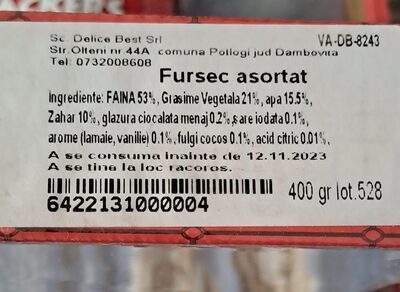 CKERS
Sc. Delice Best Srl VA-DB-8243
Str.Olteni nr.44A comuna Potlogi jud Dambovita
Tel: 0732008608
Fursec asortat
Ingrediente: FAINA 53%, Grasime Vegetala 21%, apa 15.5%,
Zahar 10%, glazura ciocalata menaj 0.2%, sare iodata 0.1%,
arome (lamaie, vanilie) 0.1%, fulgi cocos 0.1%, acid citric 0.01%,
A se consuma inainte de 12.11.2023
A se tine la loc racoros.
400 gr lot.528
6422131000004